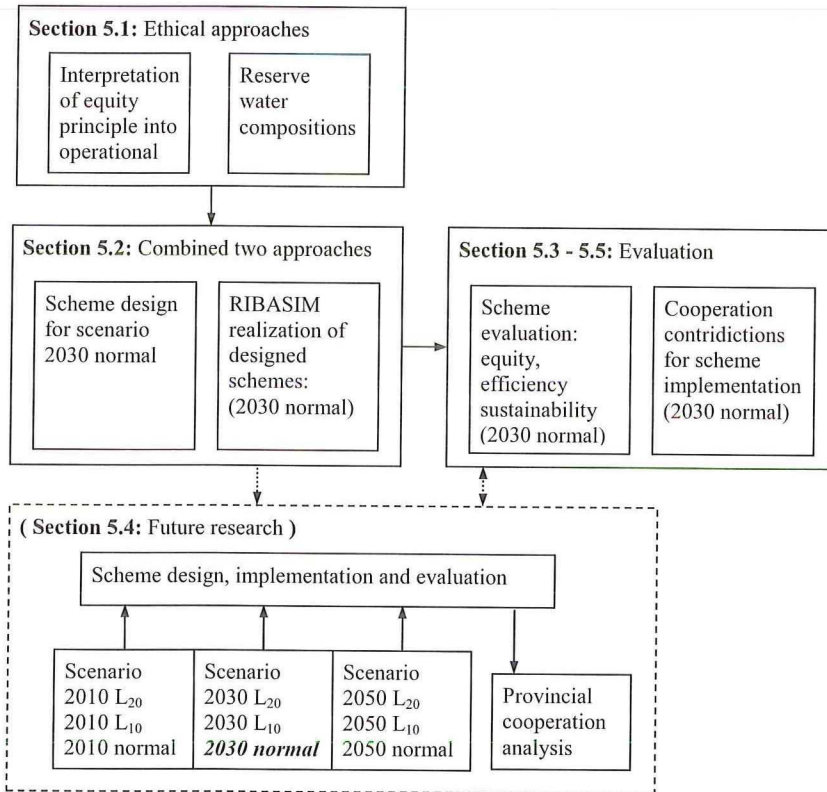 Section 5.1: Ethical approaches
Interpretation
of equity
principle into
operational
Reserve
water
compositions
Section 5.2: Combined two approaches
Scheme design
for scenario
2030 normal
RIBASIM
realization of
designed
schemes:
(2030 normal)
Section 5.3 - 5.5: Evaluation
Scheme
evaluation:
equity,
efficiency
sustainability
(2030 normal)
Cooperation
contridictions
for scheme
implementation
(2030 normal)
( Section 5.4: Future research )
Scheme design, implementation and evaluation
Scenario
2010 L20
2010 L10
2010 normal
Scenario
2030 L20
2030 L10
2030 normal
Scenario
2050 L20
2050 L10
2050 normal
Provincial
cooperation
analysis